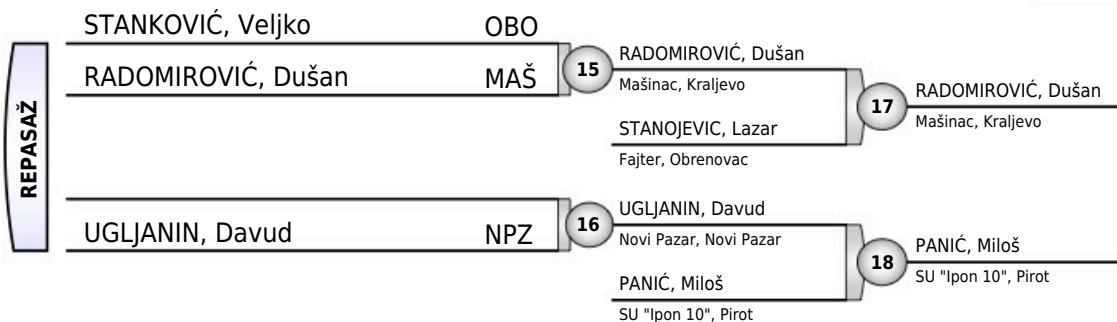 REPASAŽ
STANKOVIĆ, Veljko OBO
RADOMIROVIĆ, Dušan MAŠ
15
RADOMIROVIĆ, Dušan
Mašinac, Kraljevo
STANOJEVIC, Lazar
Fajter, Obrenovac
17
RADOMIROVIĆ, Dušan
Mašinac, Kraljevo
UGLJANIN, Davud NPZ
16
UGLJANIN, Davud
Novi Pazar, Novi Pazar
PANIĆ, Miloš
SU "Ipon 10", Pirot
18
PANIĆ, Miloš
SU "Ipon 10", Pirot